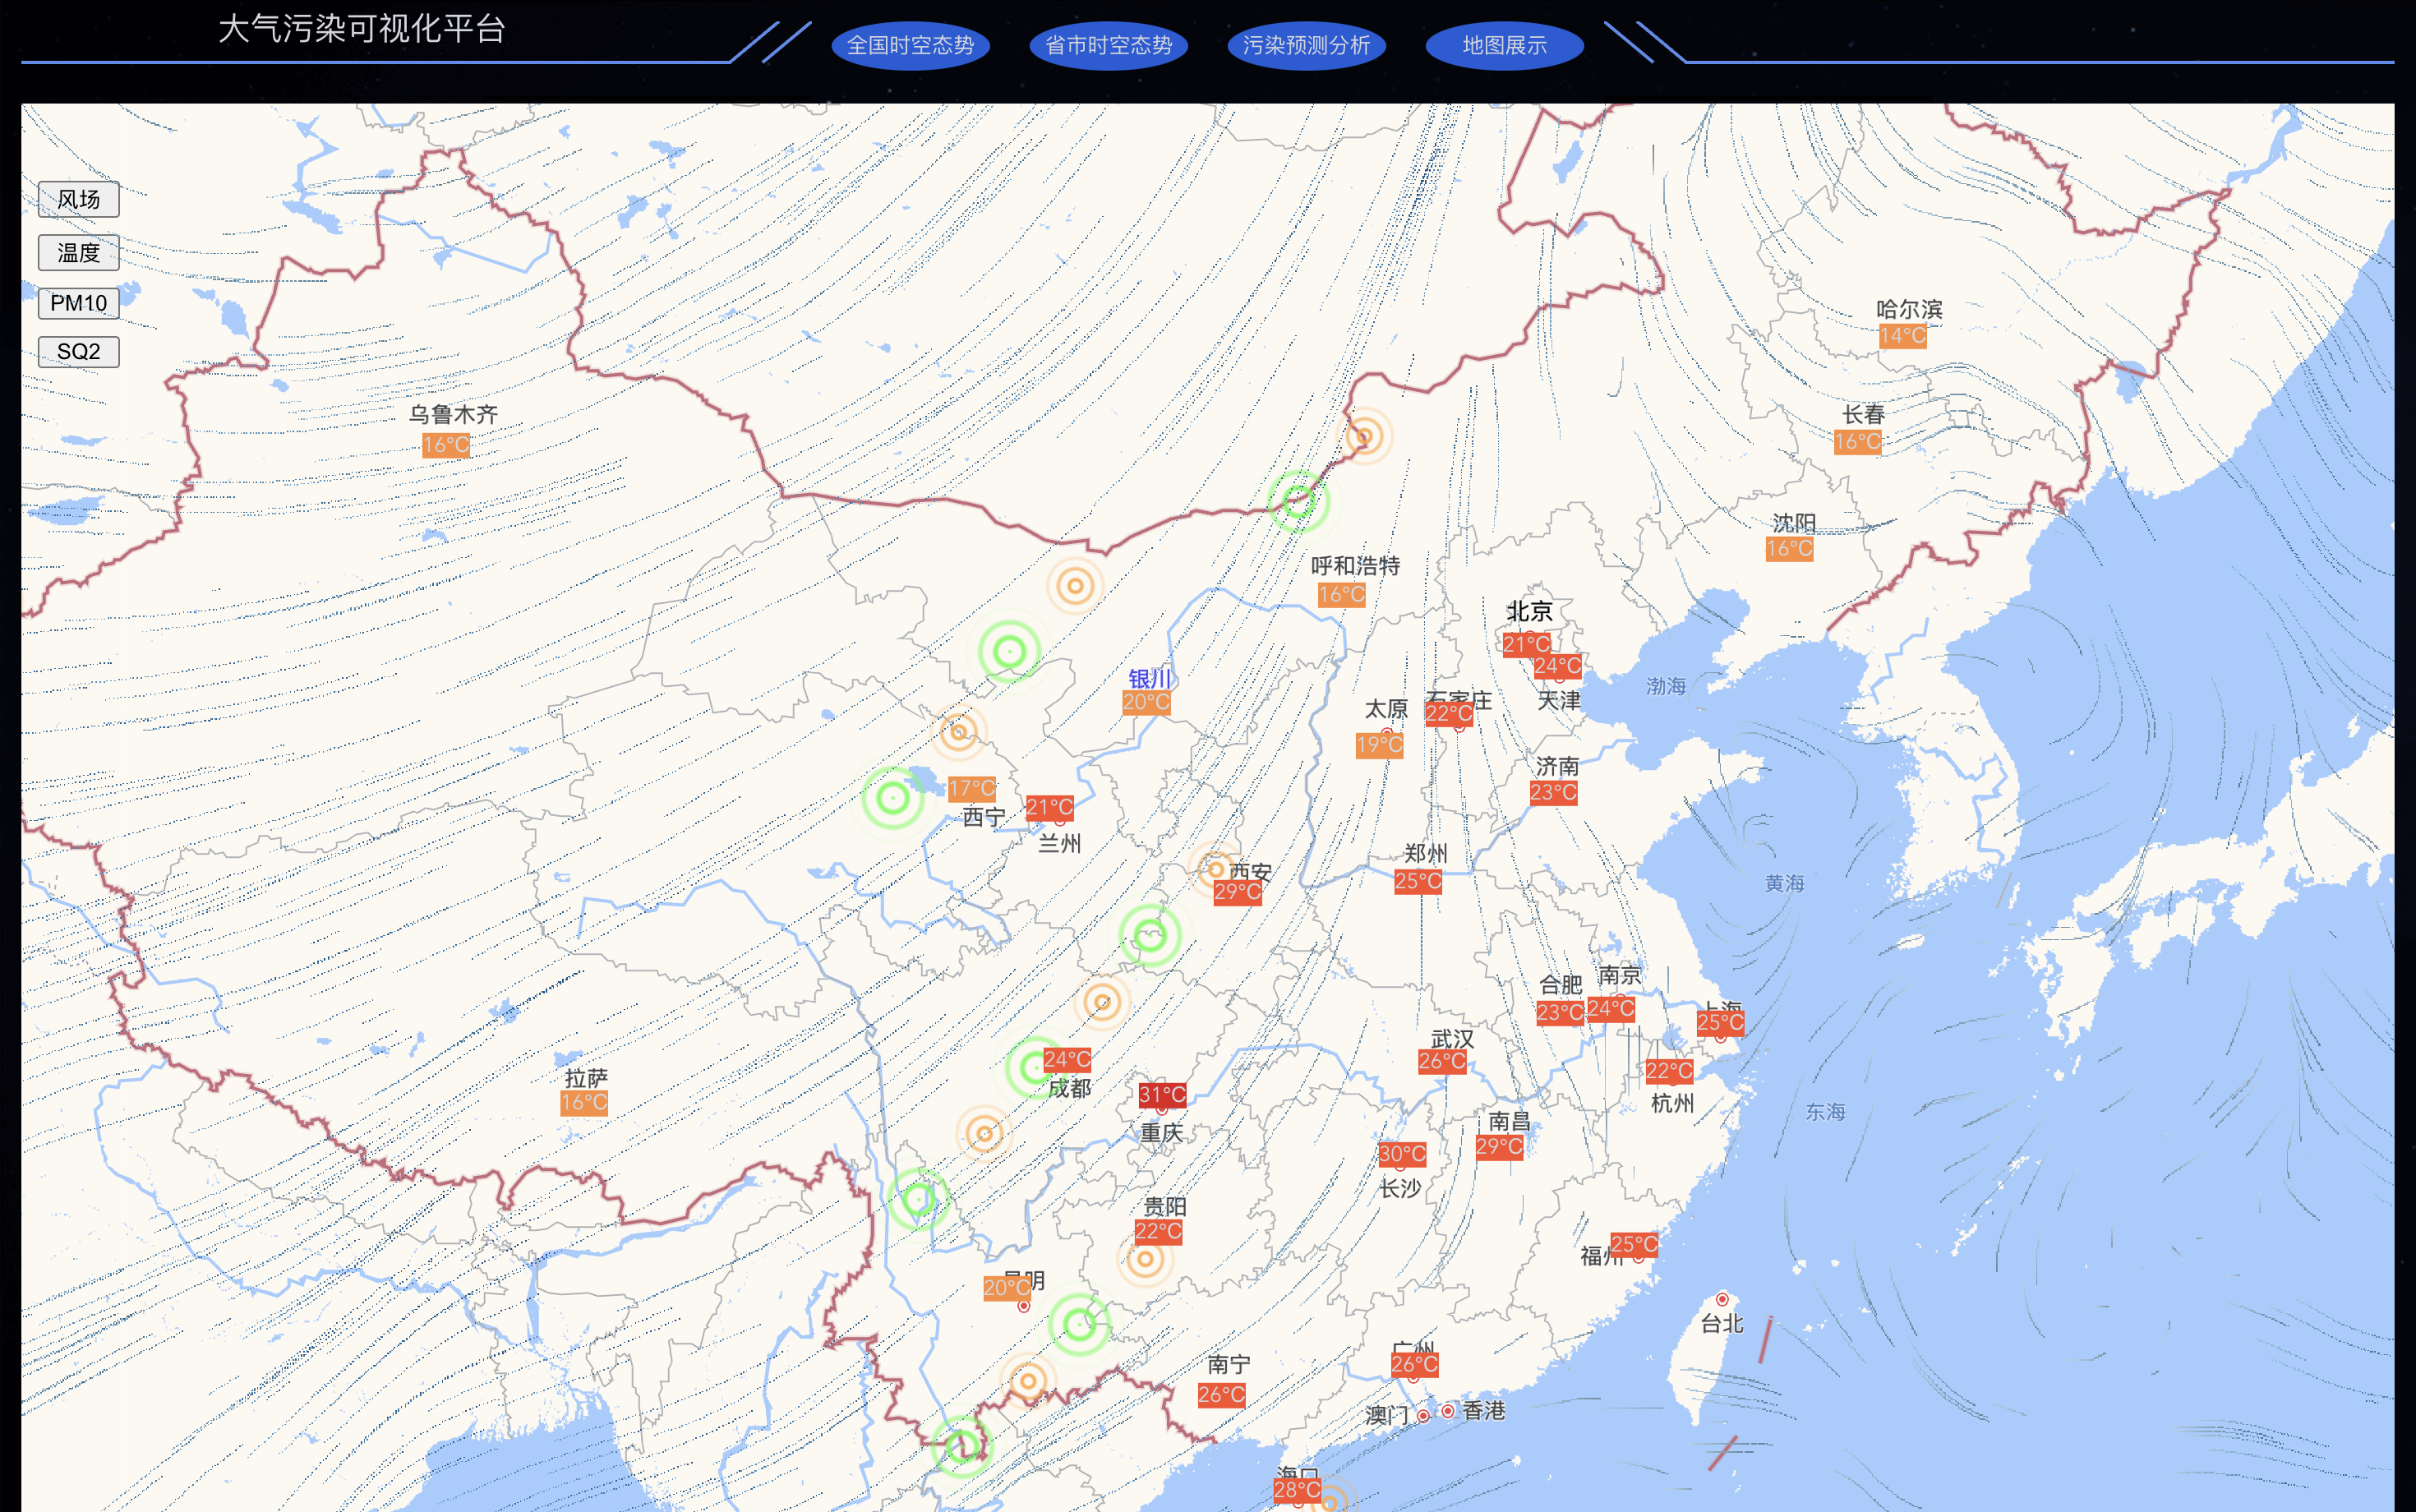 大气污染可视化平台
全国时空态势
省市时空态势
污染预测分析
地图展示
风场
温度
PM10
SQ2
哈尔滨
14°C
乌鲁木齐
16°C
长春
16°C
沈阳
16°C
呼和浩特
16°C
北京
21°C
24°C
天津
渤海
银川
20°C
太原
19°C
石家庄
22°C
济南
23°C
17°C
西宁
21°C
兰州
郑州
25°C
西安
29°C
黄海
合肥
23°C
南京
24°C
上海
25°C
武汉
26°C
22°C
杭州
东海
拉萨
16°C
24°C
成都
31°C
重庆
南昌
29°C
30°C
长沙
贵阳
22°C
福州
25°C
昆明
20°C
台北
南宁
26°C
广州
26°C
澳门
香港
海口
28°C